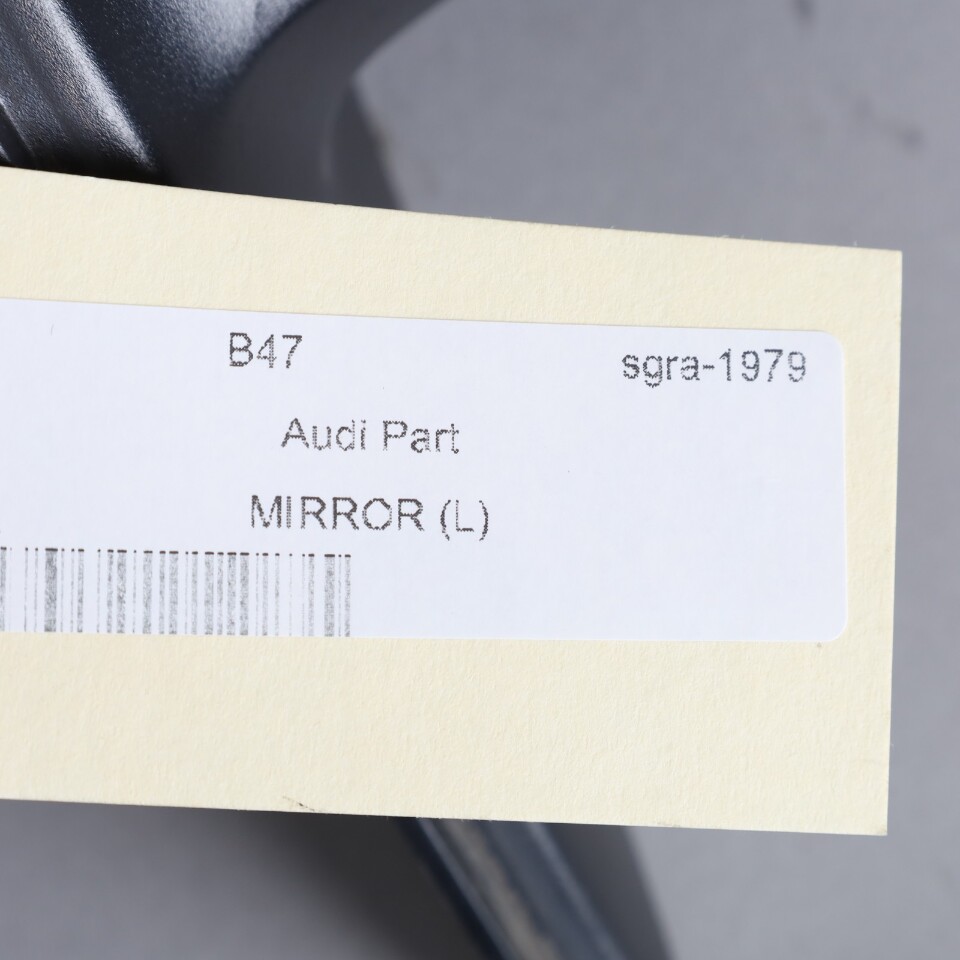 B47 sgra-1979
Audi Part
MIRROR (L)